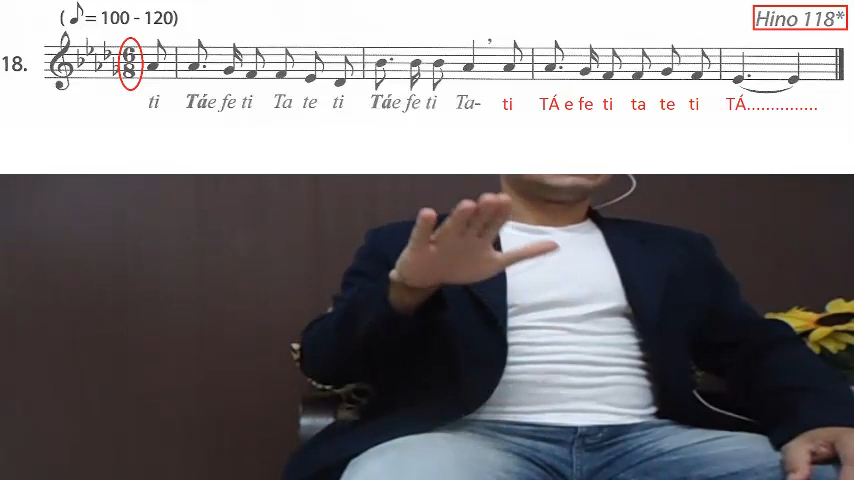 ( ♪ = 100 - 120)
Hino 118*
18.
6
8
ti Táe fe ti Ta te ti Táe fe ti Ta- ti TÁ e fe ti ta te ti TÁ...............